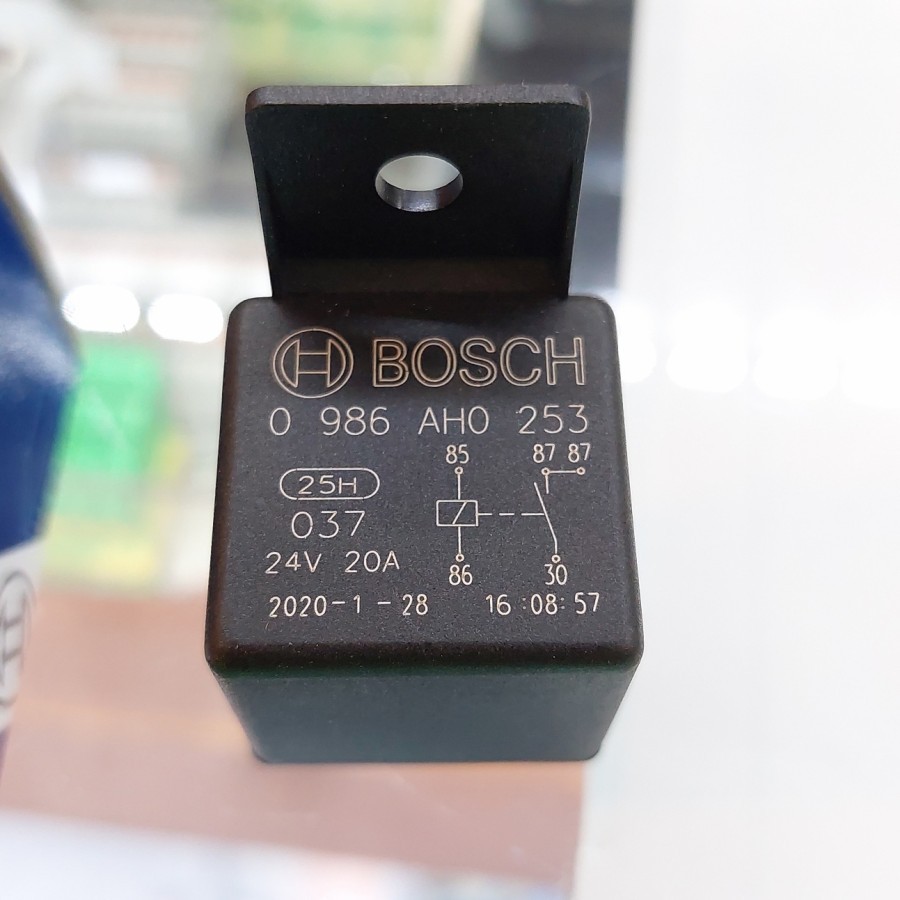 BOSCH
0 986 AH0 253
85 87 87
25H
037
24V 20A
86 30
2020-1-28 16:08:57